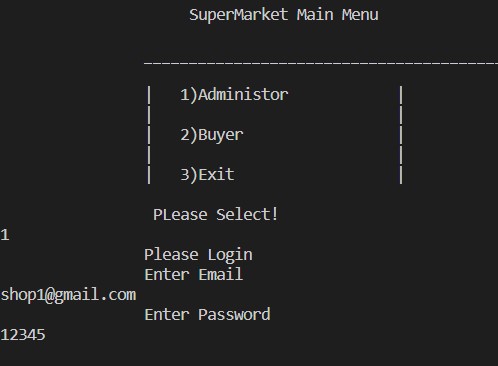 SuperMarket Main Menu
________________________________________
|   1)Administor            |
|                           |
|   2)Buyer                 |
|                           |
|   3)Exit                  |
PLease Select!
1
Please Login
Enter Email
shop1@gmail.com
Enter Password
12345